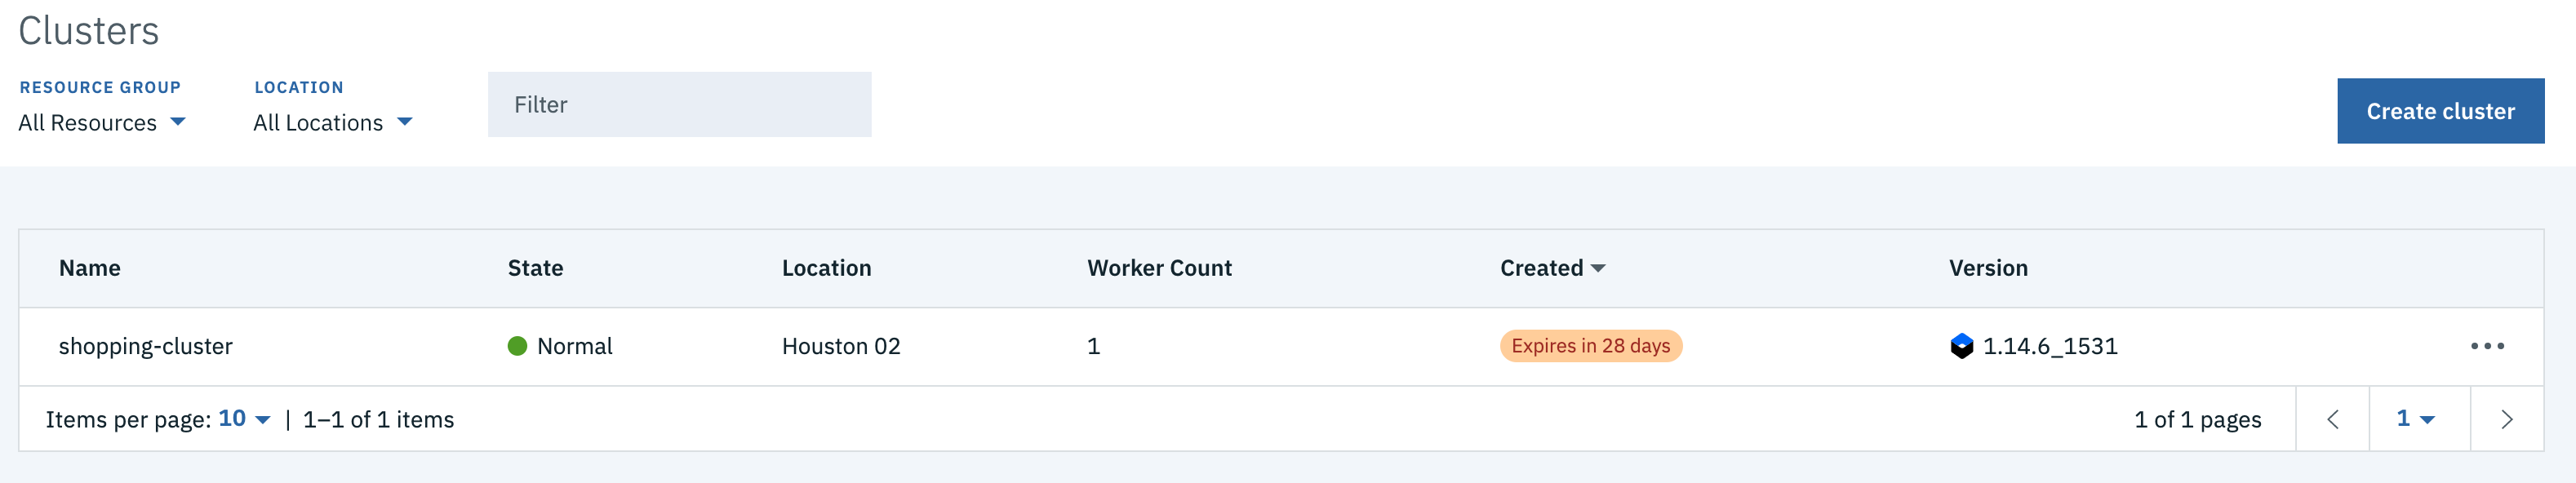 Clusters
RESOURCE GROUP LOCATION
All Resources All Locations Filter Create cluster
Name State Location Worker Count Created Version
shopping-cluster Normal Houston 02 1 Expires in 28 days 1.14.6_1531
Items per page: 10 | 1–1 of 1 items 1 of 1 pages 1